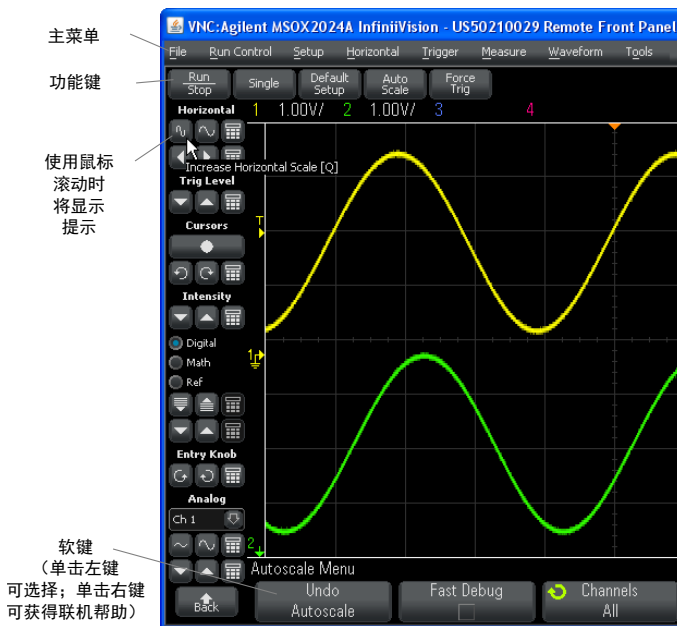 主菜单
功能键
使用鼠标
滚动时
将显示
提示
软键
(单击左键
可选择；单击右键
可获得联机帮助)
VNC:Agilent MSOX2024A InfiniiVision - US50210029 Remote Front Panel
File Run Control Setup Horizontal Trigger Measure Waveform Tools
Run
Stop
Single
Default
Setup
Auto
Scale
Force
Trig
Horizontal
1 1.00V/ 2 1.00V/ 3 4
Increase Horizontal Scale [Q]
Trig Level
T
Cursors
Intensity
Digital
1
Math
Ref
Entry Knob
Analog
Ch 1
2
Autoscale Menu
Back
Undo
Autoscale
Fast Debug
Channels
All